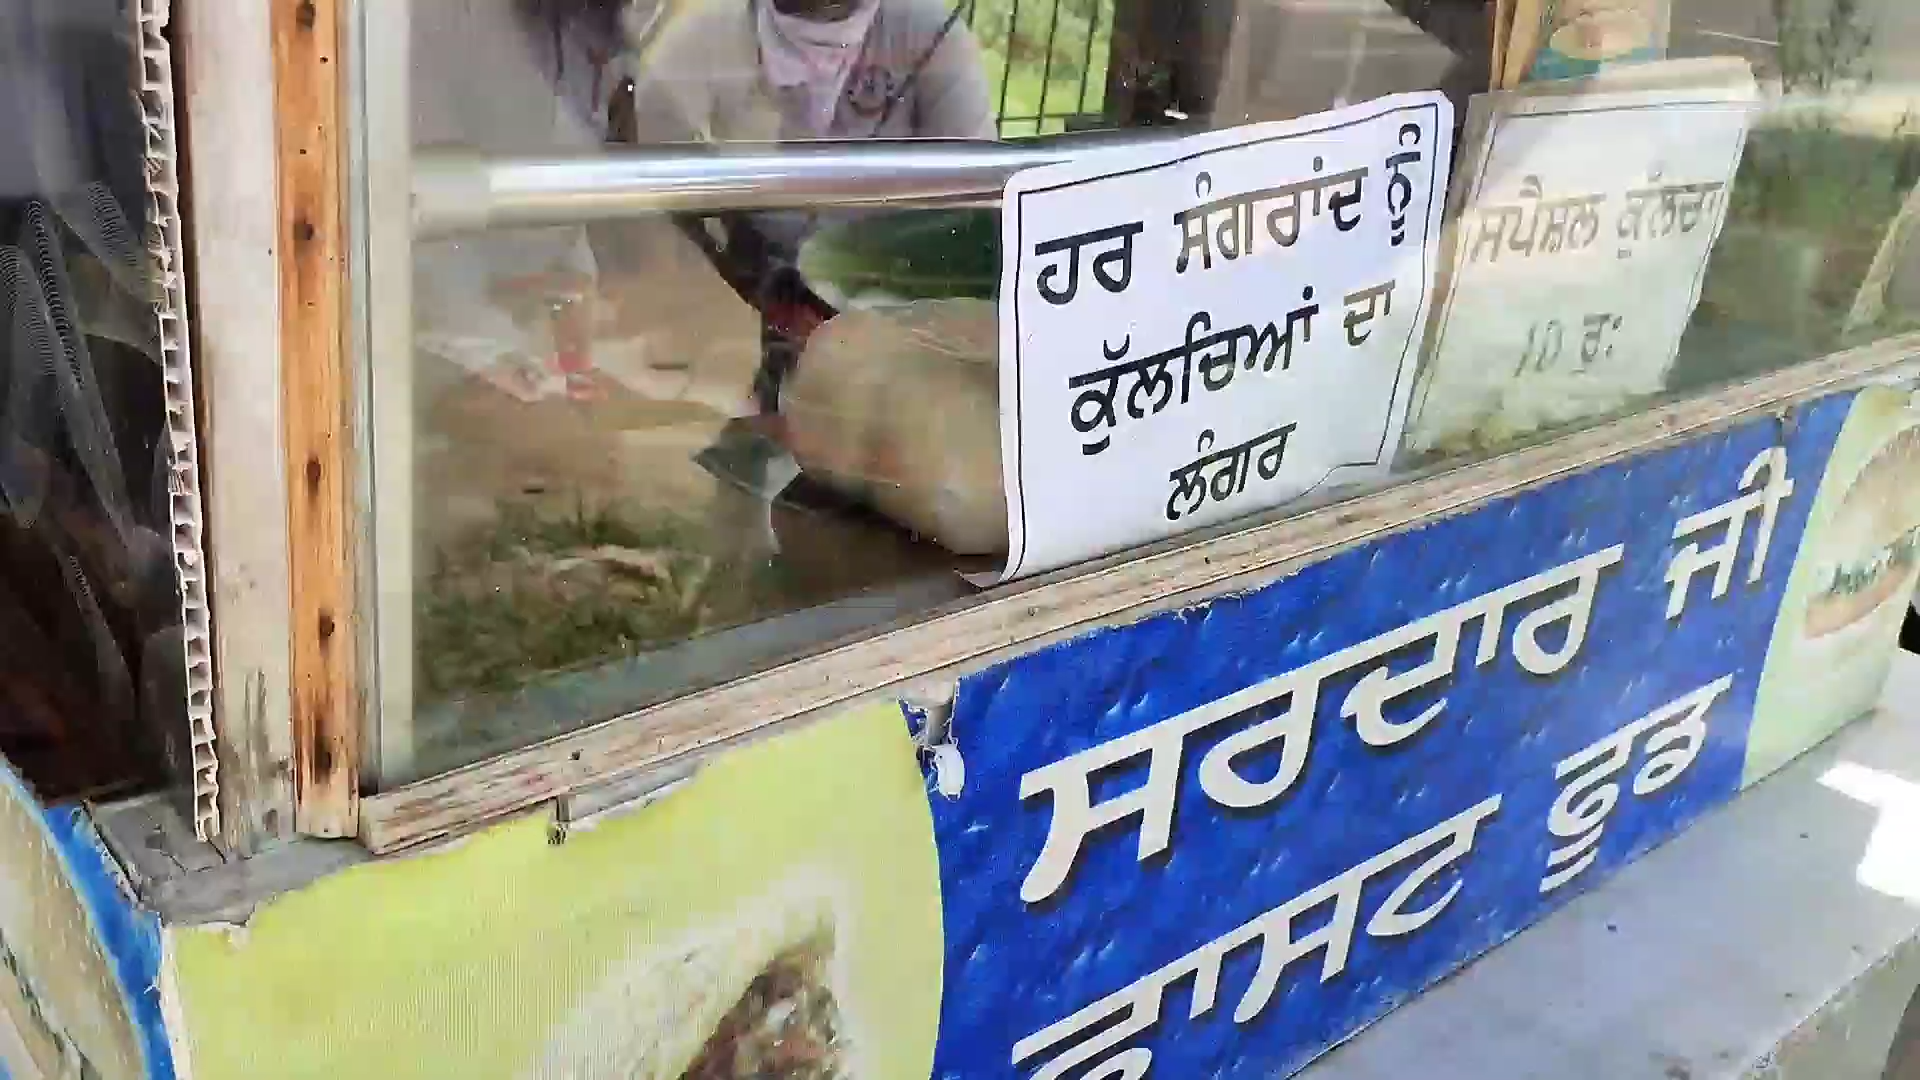 ਹਰ ਸੰਗਰਾਂਦ ਨੂੰ
ਕੁੱਲਚਿਆਂ ਦਾ
ਲੰਗਰ
ਸਪੈਸ਼ਲ ਕੁੱਲਚਾ
10 ਰੁ:
ਸਰਦਾਰ ਜੀ
ਫਾਸਟ ਫੂਡ